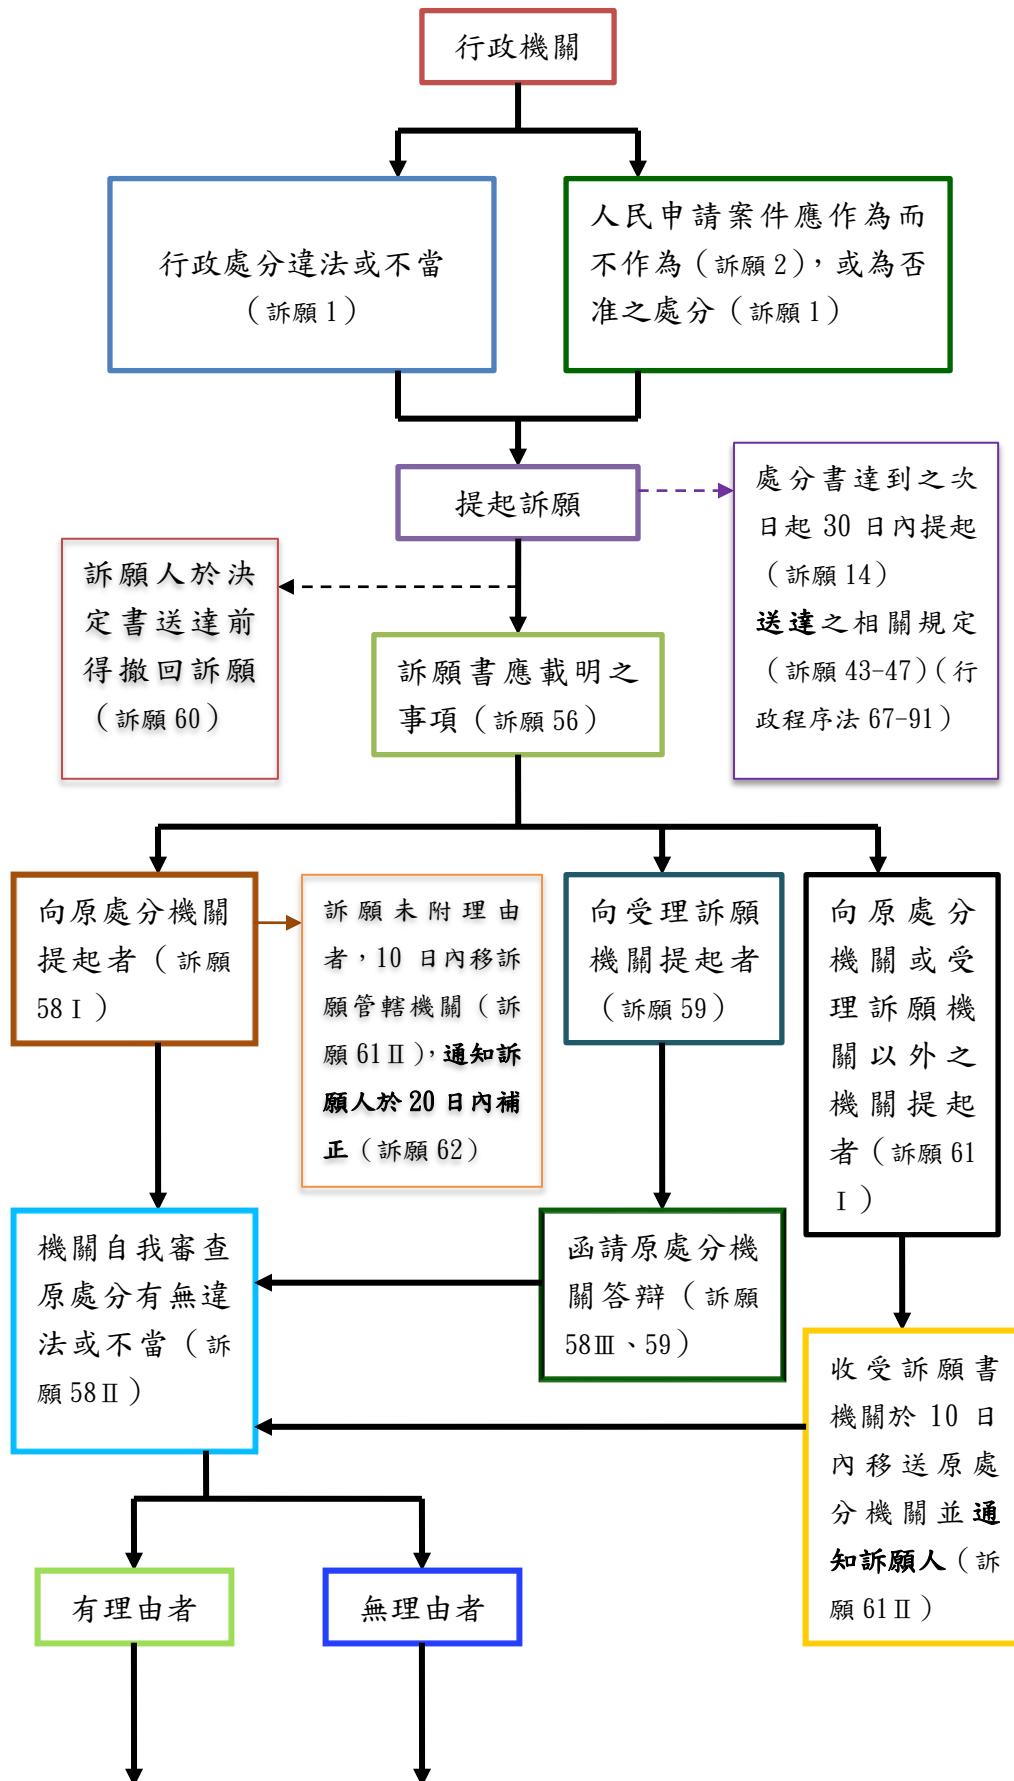 行政機關
行政處分違法或不當
（訴願 1）
人民申請案件應作為而
不作為（訴願 2），或為否
准之處分（訴願 1）
提起訴願
處分書達到之次
日起 30 日內提起
（訴願 14）
送達之相關規定
（訴願 43-47）（行
政程序法 67-91）
訴願人於決
定書送達前
得撤回訴願
（訴願 60）
訴願書應載明之
事項（訴願 56）
向原處分機關
提起者（訴願
58Ⅰ）
訴願未附理由
者，10 日內移訴
願管轄機關（訴
願 61Ⅱ），通知訴
願人於 20 日內補
正（訴願 62）
向受理訴願
機關提起者
（訴願 59）
向原處分
機關或受
理訴願機
關以外之
機關提起
者（訴願 61
Ⅰ）
機關自我審查
原處分有無違
法或不當（訴
願 58Ⅱ）
函請原處分機
關答辯（訴願
58Ⅲ、59）
收受訴願書
機關於 10 日
內移送原處
分機關並通
知訴願人（訴
願 61Ⅱ）
有理由者
無理由者